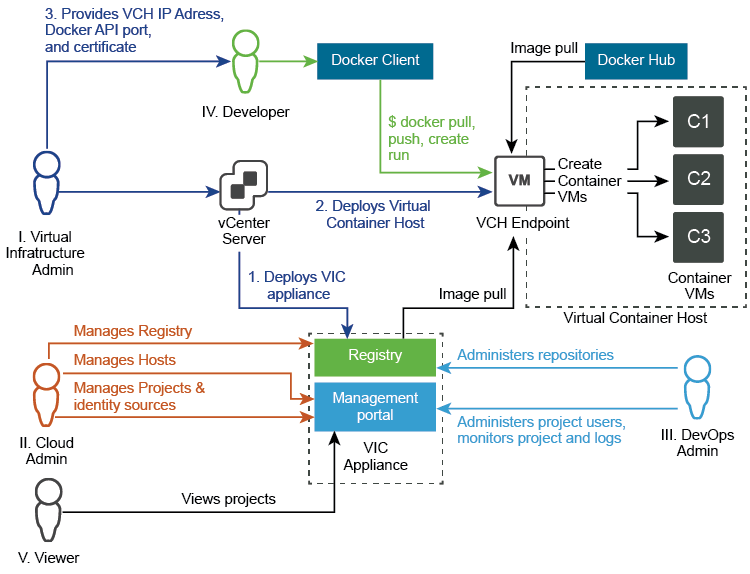 3. Provides VCH IP Adress,
Docker API port,
and certificate
IV. Developer
Docker Client
Image pull
Docker Hub
$ docker pull,
push, create
run
I. Virtual
Infratructure
Admin
vCenter
Server
2. Deploys Virtual
Container Host
VM
VCH Endpoint
Create
Container
VMs
C1
C2
C3
Container
VMs
Virtual Container Host
1. Deploys VIC
appliance
Image pull
Manages Registry
Manages Hosts
Manages Projects &
identity sources
II. Cloud
Admin
Registry
Management
portal
VIC
Appliance
Administers repositories
Administers project users,
monitors project and logs
III. DevOps
Admin
Views projects
V. Viewer